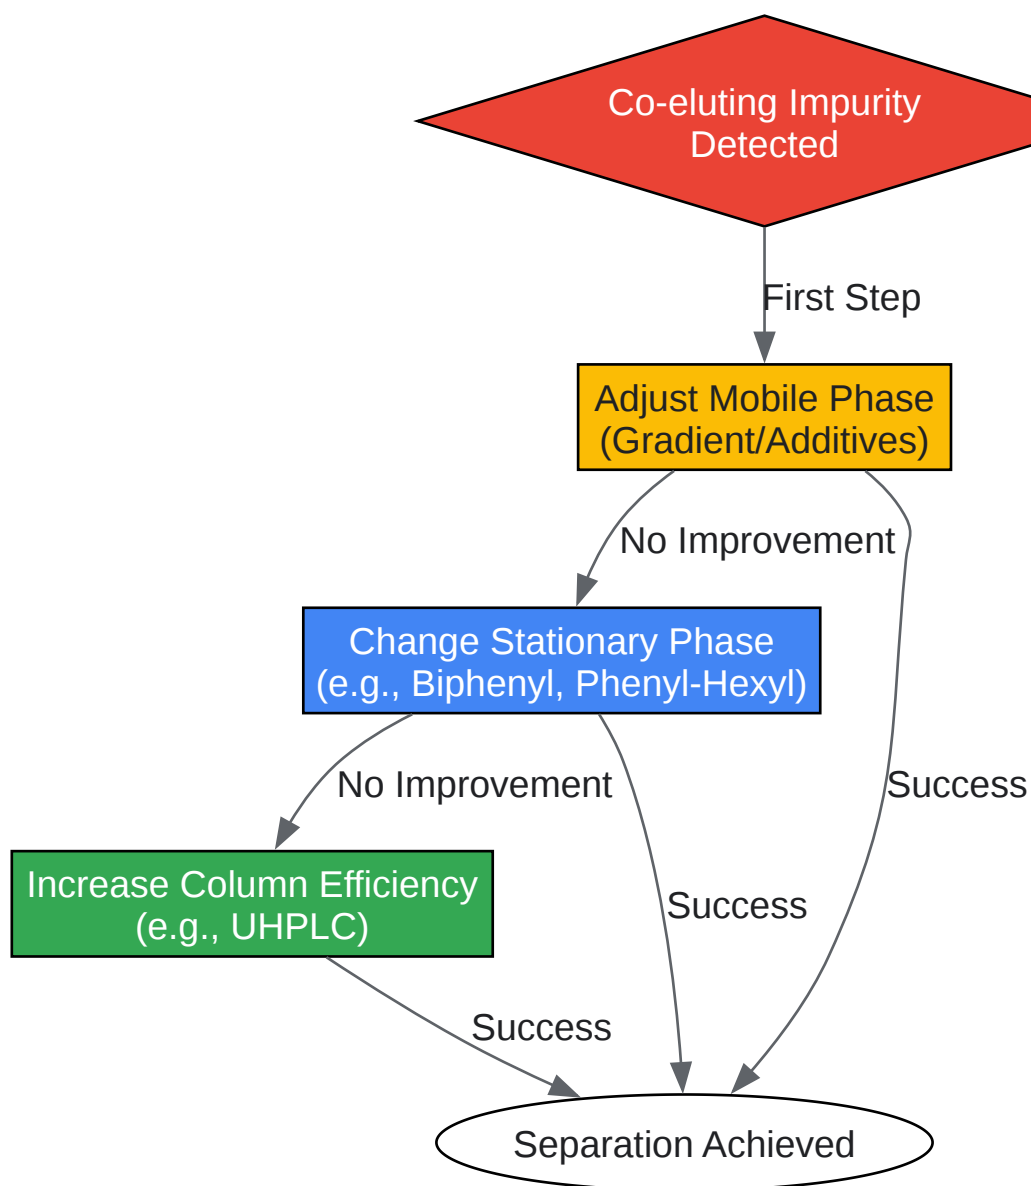 Co-eluting Impurity
Detected
First Step
Adjust Mobile Phase
(Gradient/Additives)
No Improvement
Change Stationary Phase
(e.g., Biphenyl, Phenyl-Hexyl)
No Improvement
Success
Increase Column Efficiency
(e.g., UHPLC)
Success
Success
Separation Achieved